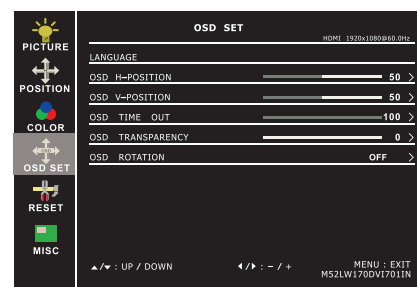 OSD SET
HDMI 1920x1080@60.0Hz
PICTURE
POSITION
COLOR
OSD
OSD SET
RESET
MISC
LANGUAGE
OSD H-POSITION 50
OSD V-POSITION 50
OSD TIME OUT 100
OSD TRANSPARENCY 0
OSD ROTATION OFF
▲/▼ : UP / DOWN
◀/▶ : - / +
MENU : EXIT
M52LW170DVI701IN